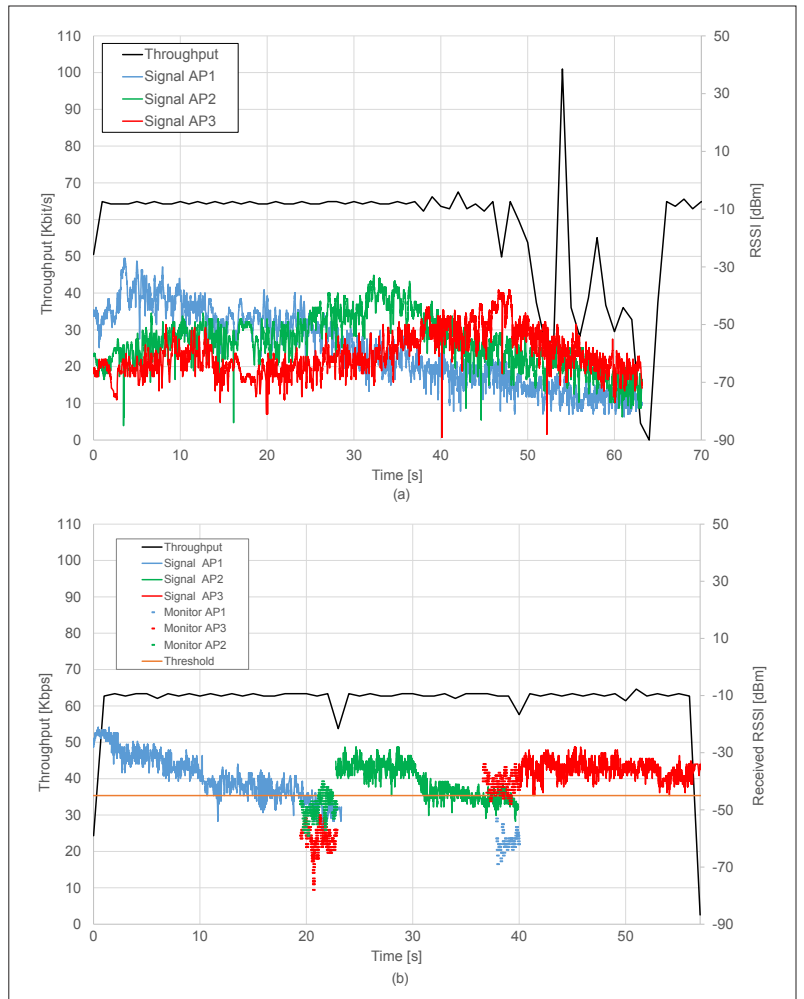 110
100
90
80
70
60
50
40
30
20
10
0
Throughput [Kbit/s]
Throughput
Signal AP1
Signal AP2
Signal AP3
50
30
10
-10
-30
-50
-70
-90
RSSI [dBm]
0 10 20 30 40 50 60 70
Time [s]
(a)
110
100
90
80
70
60
50
40
30
20
10
0
Throughput [Kbps]
Throughput
Signal AP1
Signal AP2
Signal AP3
Monitor AP1
Monitor AP3
Monitor AP2
Threshold
50
30
10
-10
-30
-50
-70
-90
Received RSSI [dBm]
0 10 20 30 40 50
Time [s]
(b)